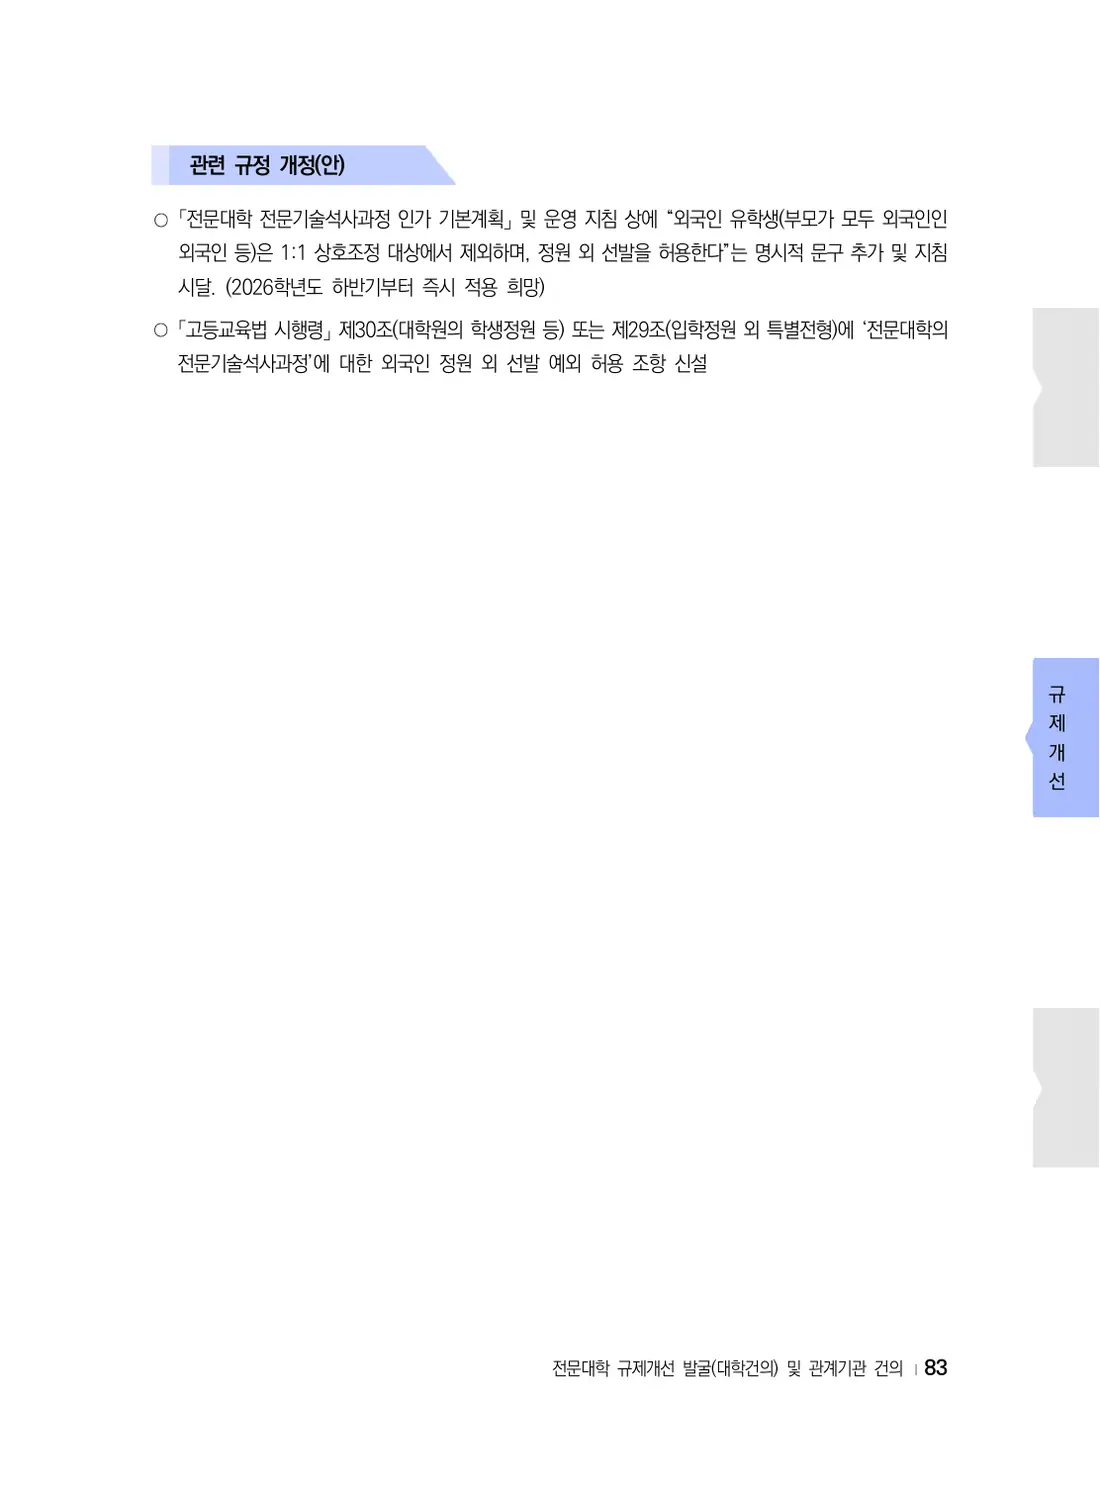 관련 규정 개정(안)
○ 「전문대학 전문기술석사과정 인가 기본계획」 및 운영 지침 상에 “외국인 유학생(부모가 모두 외국인인
외국인 등)은 1:1 상호조정 대상에서 제외하며, 정원 외 선발을 허용한다”는 명시적 문구 추가 및 지침
시달. (2026학년도 하반기부터 즉시 적용 희망)
○ 「고등교육법 시행령」 제30조(대학원의 학생정원 등) 또는 제29조(입학정원 외 특별전형)에 ‘전문대학의
전문기술석사과정’에 대한 외국인 정원 외 선발 예외 허용 조항 신설
규
제
개
선
전문대학 규제개선 발굴(대학건의) 및 관계기관 건의 | 83